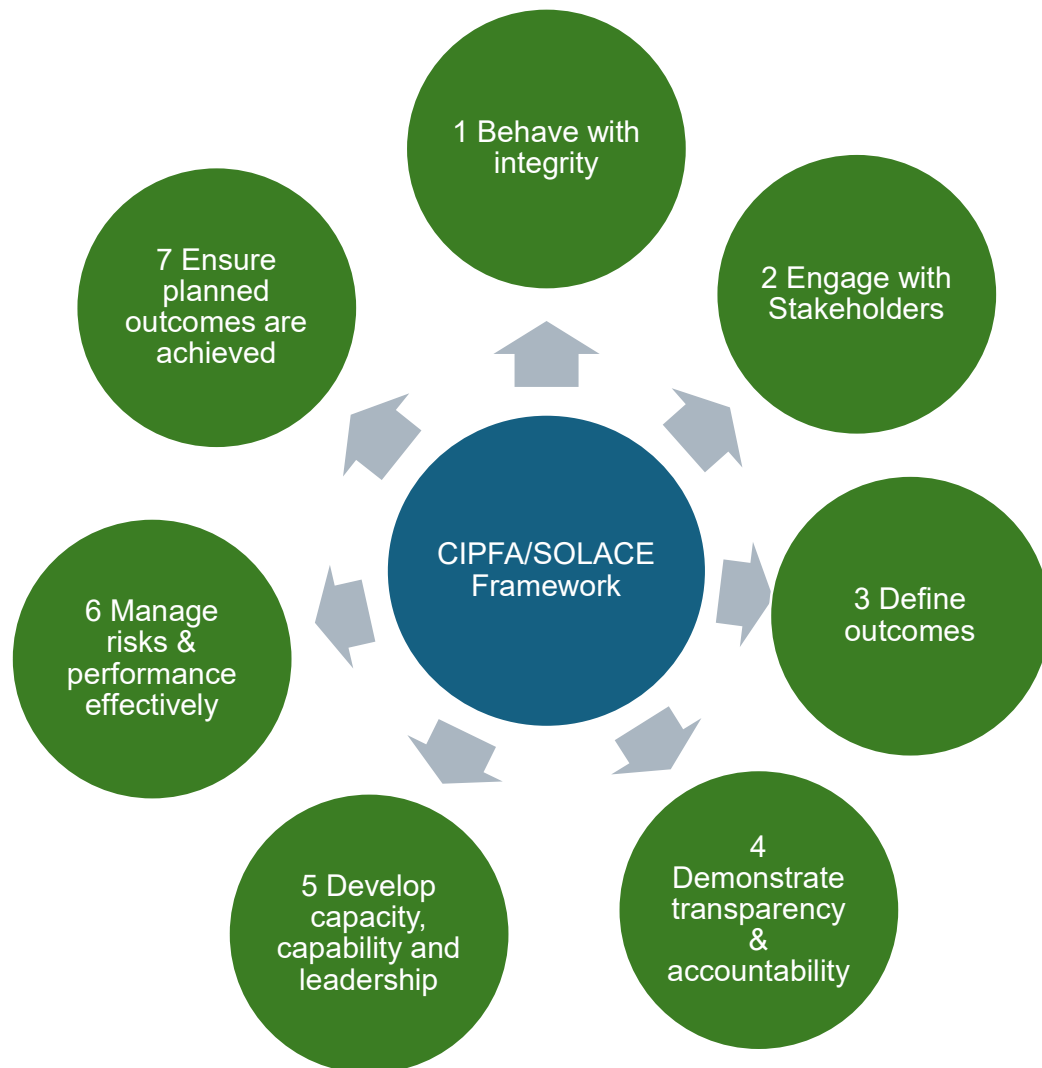 1 Behave with
integrity
2 Engage with
Stakeholders
3 Define
outcomes
4
Demonstrate
transparency
&
accountability
5 Develop
capacity,
capability and
leadership
6 Manage
risks &
performance
effectively
7 Ensure
planned
outcomes are
achieved
CIPFA/SOLACE
Framework